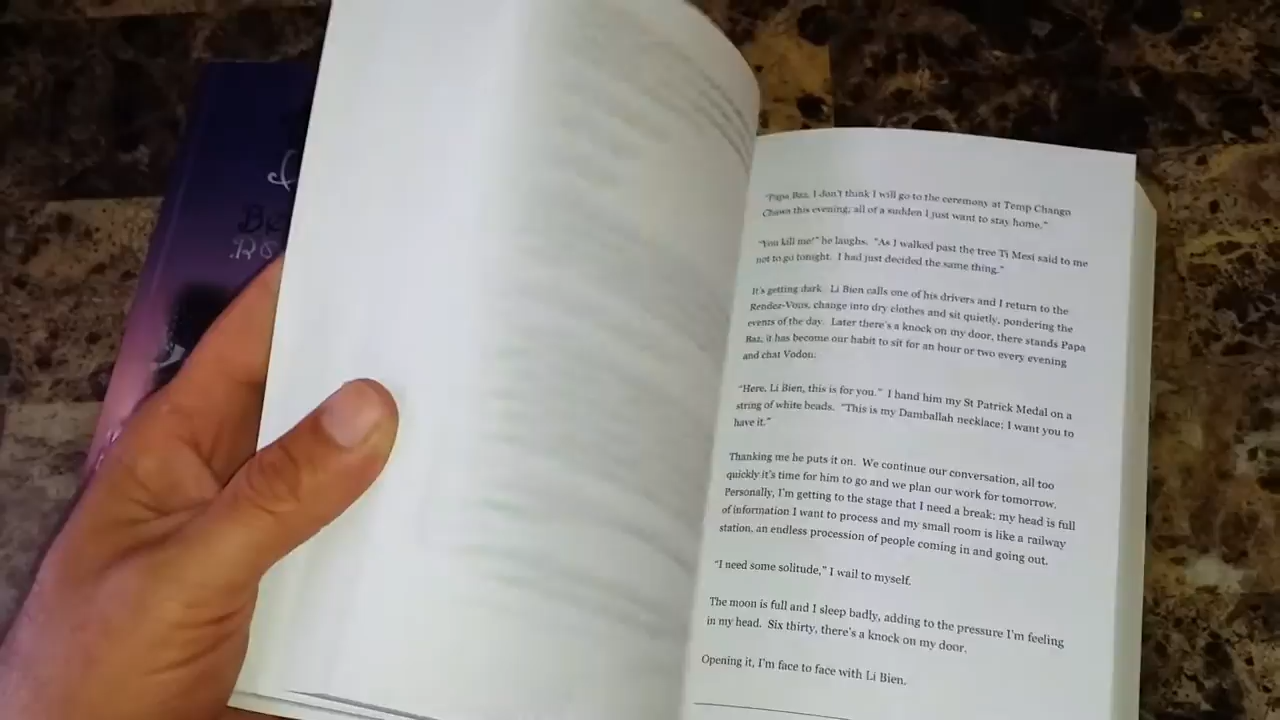 Br
Ro
"Papa Baz, I don't think I will go to the ceremony at Temp Chango
Chawa this evening; all of a sudden I just want to stay home."
"You kill me!" he laughs. "As I walked past the tree Ti Mesi said to me
not to go tonight. I had just decided the same thing."
It's getting dark. Li Bien calls one of his drivers and I return to the
Rendez-Vous, change into dry clothes and sit quietly, pondering the
events of the day. Later there's a knock on my door, there stands Papa
Baz, it has become our habit to sit for an hour or two every evening
and chat Vodou.
"Here, Li Bien, this is for you." I hand him my St Patrick Medal on a
string of white beads. "This is my Damballah necklace; I want you to
have it."
Thanking me he puts it on. We continue our conversation, all too
quickly it's time for him to go and we plan our work for tomorrow.
Personally, I'm getting to the stage that I need a break; my head is full
of information I want to process and my small room is like a railway
station, an endless procession of people coming in and going out.
"I need some solitude," I wail to myself.
The moon is full and I sleep badly, adding to the pressure I'm feeling
in my head. Six thirty, there's a knock on my door.
Opening it, I'm face to face with Li Bien.